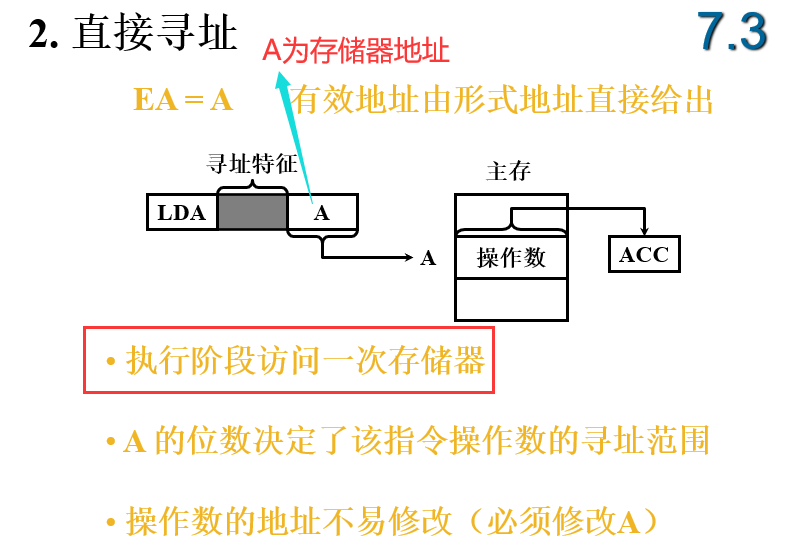 2. 直接寻址
7.3
A为存储器地址
EA = A 有效地址由形式地址直接给出
寻址特征
主存
LDA A
A 操作数 ACC
• 执行阶段访问一次存储器
• A 的位数决定了该指令操作数的寻址范围
• 操作数的地址不易修改（必须修改A）